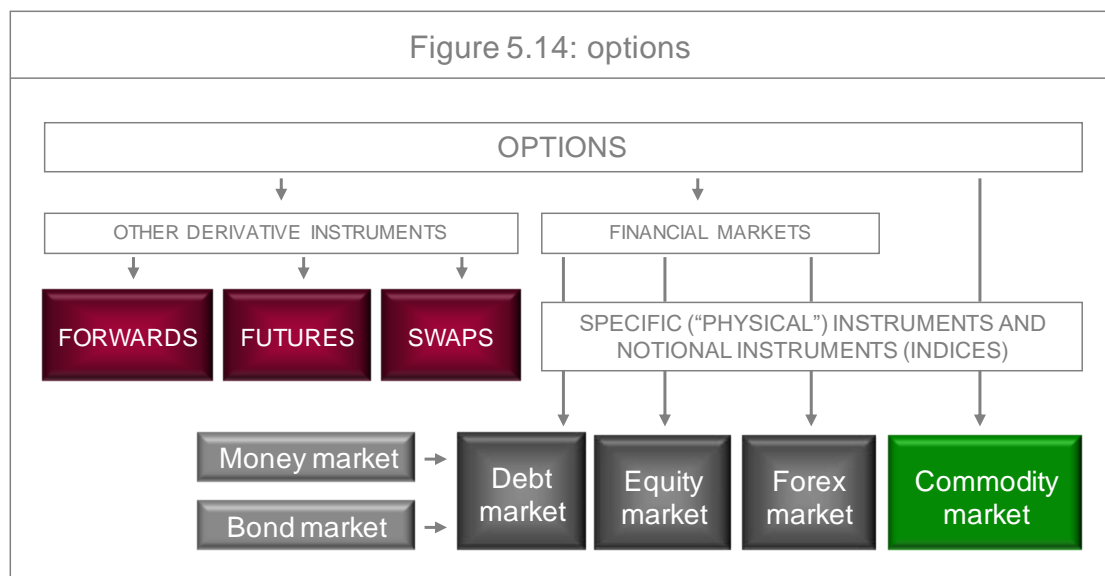 Figure 5.14: options
OPTIONS
OTHER DERIVATIVE INSTRUMENTS
FINANCIAL MARKETS
FORWARDS
FUTURES
SWAPS
SPECIFIC (“PHYSICAL”) INSTRUMENTS AND
NOTIONAL INSTRUMENTS (INDICES)
Money market
Bond market
Debt
market
Equity
market
Forex
market
Commodity
market